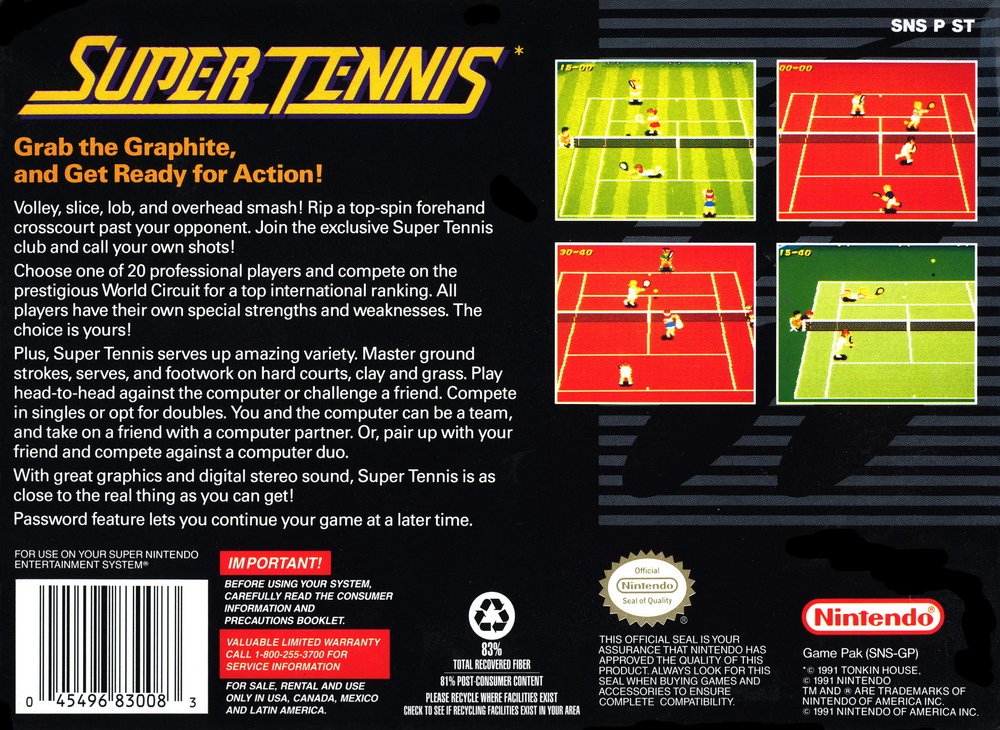 SNS P ST
SUPER TENNIS*
Grab the Graphite,
and Get Ready for Action!
Volley, slice, lob, and overhead smash! Rip a top-spin forehand
crosscourt past your opponent. Join the exclusive Super Tennis
club and call your own shots!
Choose one of 20 professional players and compete on the
prestigious World Circuit for a top international ranking. All
players have their own special strengths and weaknesses. The
choice is yours!
Plus, Super Tennis serves up amazing variety. Master ground
strokes, serves, and footwork on hard courts, clay and grass. Play
head-to-head against the computer or challenge a friend. Compete
in singles or opt for doubles. You and the computer can be a team,
and take on a friend with a computer partner. Or, pair up with your
friend and compete against a computer duo.
With great graphics and digital stereo sound, Super Tennis is as
close to the real thing as you can get!
Password feature lets you continue your game at a later time.
15-00
00-00
30-40
15-40
FOR USE ON YOUR SUPER NINTENDO
ENTERTAINMENT SYSTEM®
0 45496 83008 3
IMPORTANT!
BEFORE USING YOUR SYSTEM,
CAREFULLY READ THE CONSUMER
INFORMATION AND
PRECAUTIONS BOOKLET.
VALUABLE LIMITED WARRANTY
CALL 1-800-255-3700 FOR
SERVICE INFORMATION
FOR SALE, RENTAL AND USE
ONLY IN USA, CANADA, MEXICO
AND LATIN AMERICA.
83%
TOTAL RECOVERED FIBER
81% POST-CONSUMER CONTENT
PLEASE RECYCLE WHERE FACILITIES EXIST
CHECK TO SEE IF RECYCLING FACILITIES EXIST IN YOUR AREA
Official
Nintendo
Seal of Quality
®
THIS OFFICIAL SEAL IS YOUR
ASSURANCE THAT NINTENDO HAS
APPROVED THE QUALITY OF THIS
PRODUCT. ALWAYS LOOK FOR THIS
SEAL WHEN BUYING GAMES AND
ACCESSORIES TO ENSURE
COMPLETE COMPATIBILITY.
Nintendo®
Game Pak (SNS-GP)
*© 1991 TONKIN HOUSE,
© 1991 NINTENDO
TM AND ® ARE TRADEMARKS OF
NINTENDO OF AMERICA INC.
© 1991 NINTENDO OF AMERICA INC.